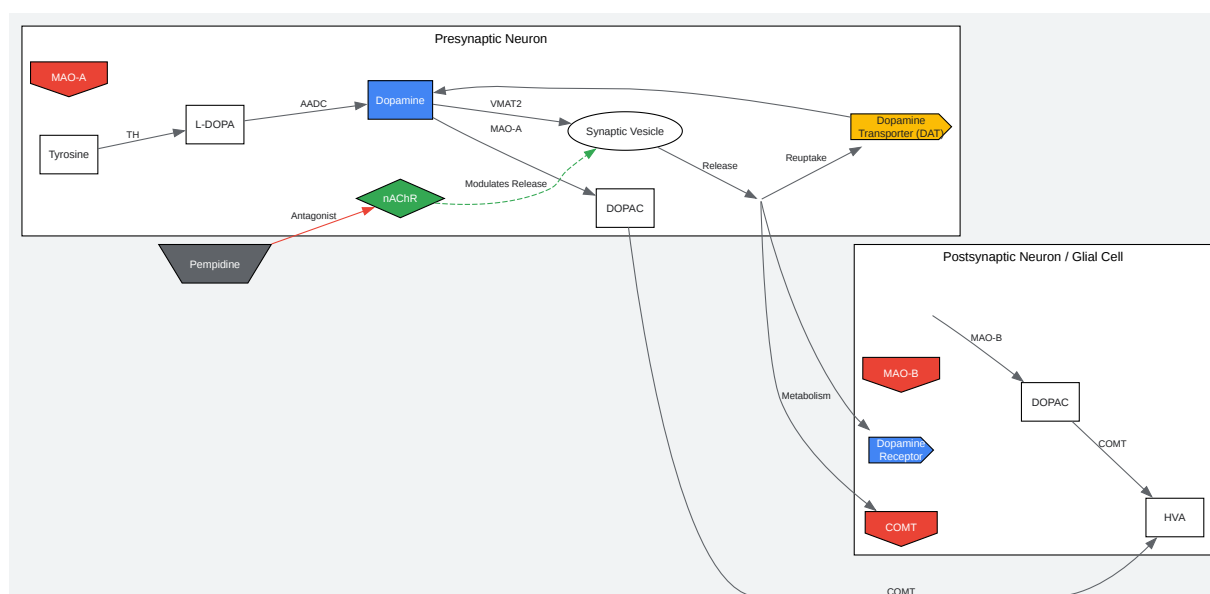 Presynaptic Neuron
MAO-A
Dopamine
AADC
VMAT2
L-DOPA
MAO-A
Synaptic Vesicle
Dopamine
Transporter (DAT)
TH
Tyrosine
Release
Reuptake
Modulates Release
nAChR
DOPAC
Antagonist
Pempidine
Postsynaptic Neuron / Glial Cell
MAO-B
MAO-B
DOPAC
Metabolism
Dopamine
Receptor
COMT
COMT
HVA
COMT